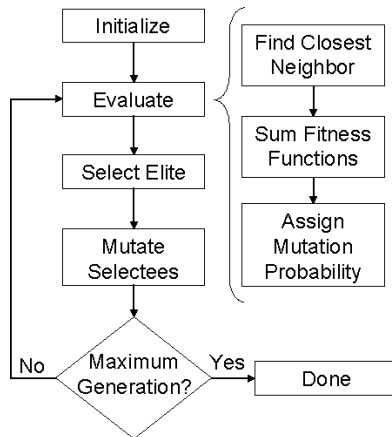 Initialize
Evaluate
Select Elite
Mutate
Selectees
Maximum
Generation?
No
Yes
Done
Find Closest
Neighbor
Sum Fitness
Functions
Assign
Mutation
Probability